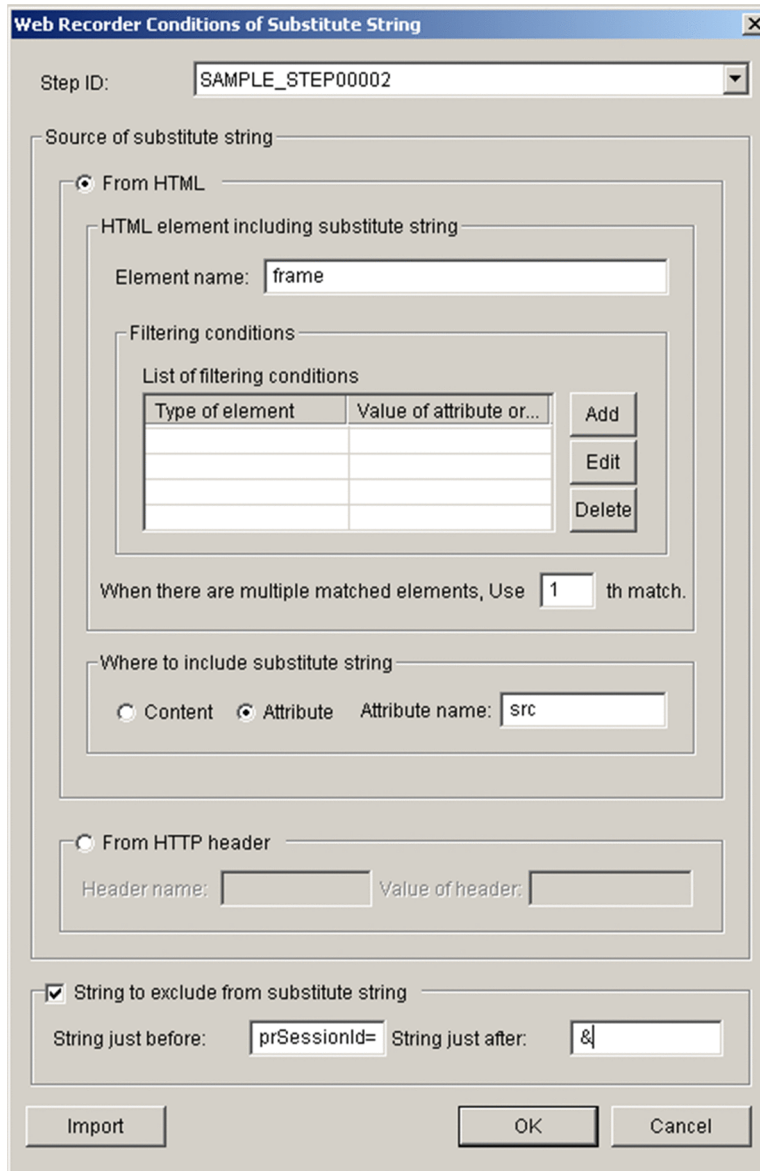 Web Recorder Conditions of Substitute String
Step ID: SAMPLE_STEP00002
Source of substitute string
From HTML
HTML element including substitute string
Element name: frame
Filtering conditions
List of filtering conditions
Type of element Value of attribute or...
Add
Edit
Delete
When there are multiple matched elements, Use 1 th match.
Where to include substitute string
Content Attribute Attribute name: src
From HTTP header
Header name: Value of header:
String to exclude from substitute string
String just before: prSessionId= String just after: &
Import OK Cancel